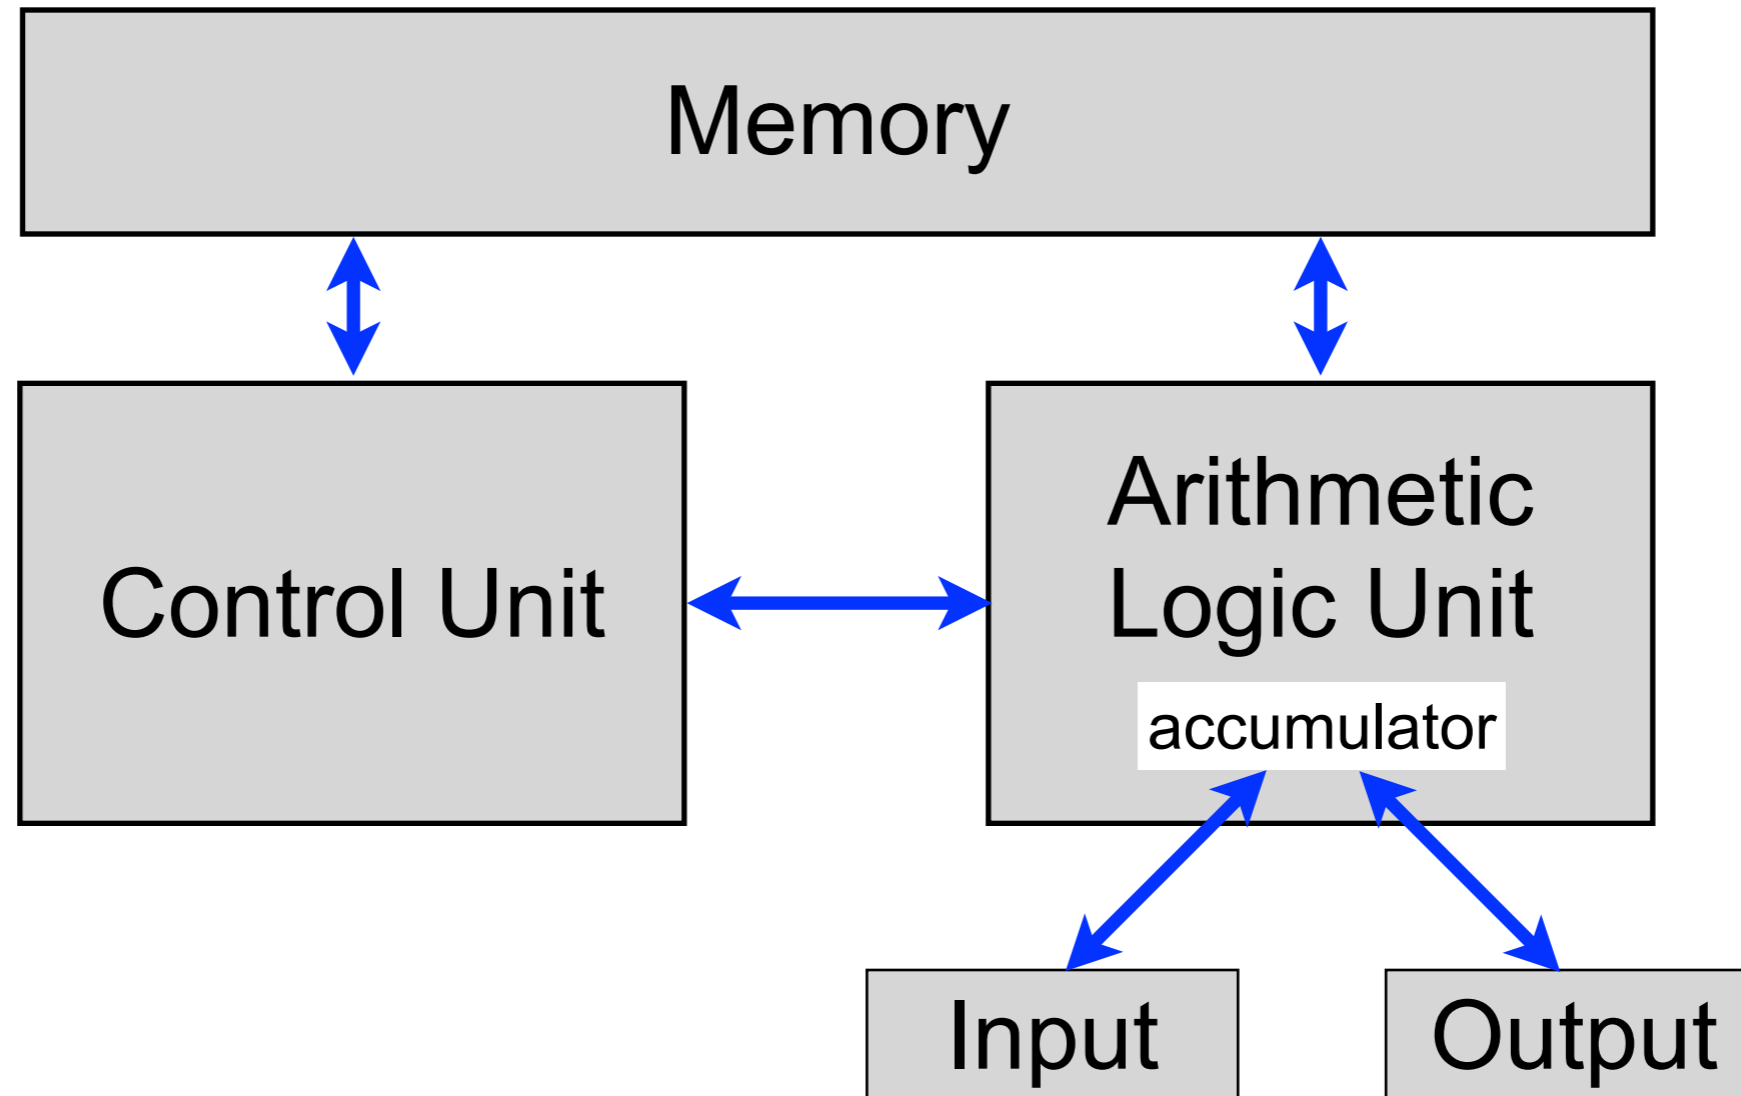 Memory
Control Unit
Arithmetic
Logic Unit
accumulator
Input
Output